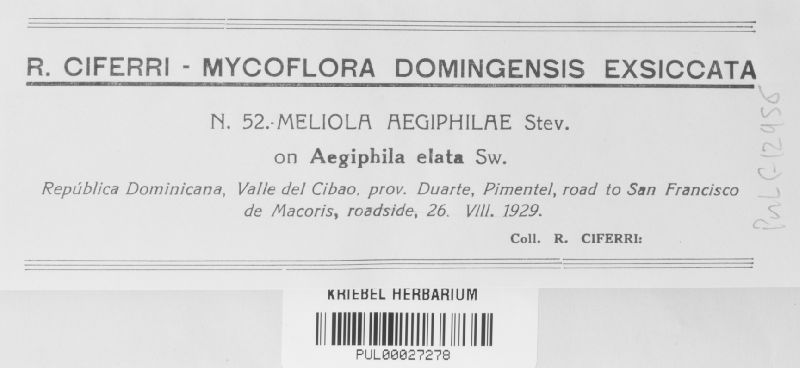 R. CIFERRI - MYCOFLORA DOMINGENSIS EXSICCATA
N. 52.-MELIOLA AEGIPHILAE Stev.
on Aegiphila elata Sw.
República Dominicana, Valle del Cibao, prov. Duarte, Pimentel, road to San Francisco
de Macoris, roadside, 26. VIII. 1929.
Coll. R. CIFERRI:
PUL F12956
KRIEBEL HERBARIUM
PUL00027278